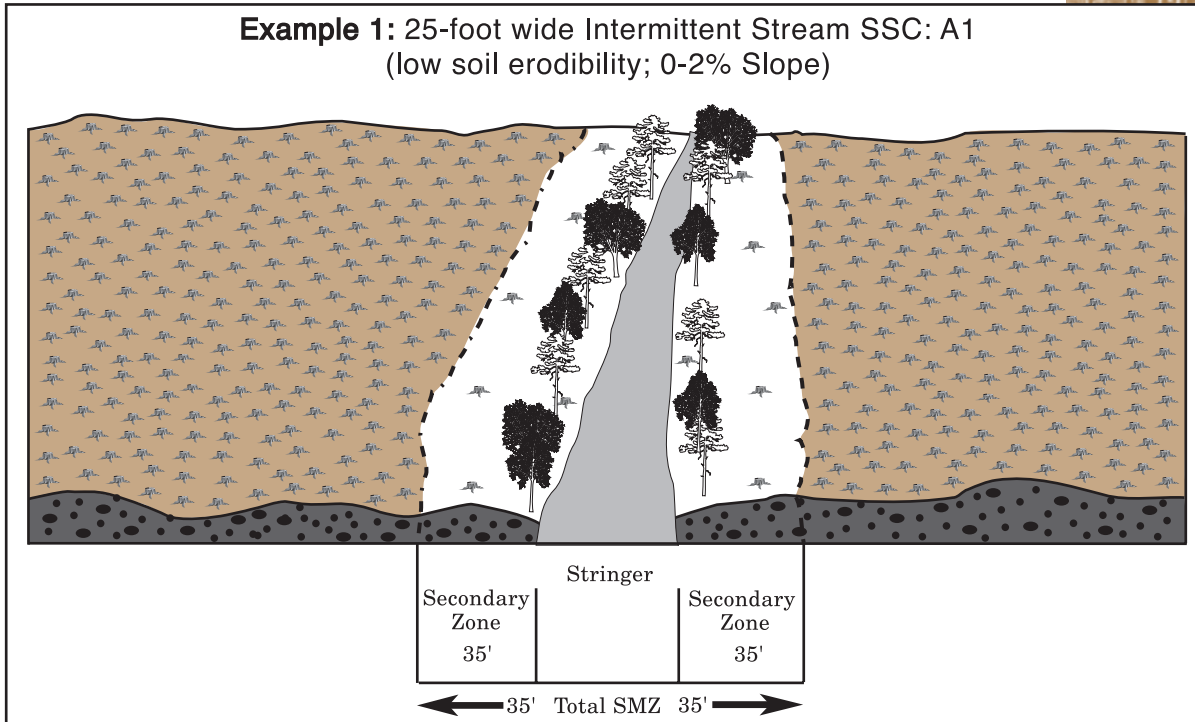 Example 1: 25-foot wide Intermittent Stream SSC: A1
(low soil erodibility; 0-2% Slope)
Stringer
Secondary
Zone
35'
Secondary
Zone
35'
35' Total SMZ 35'